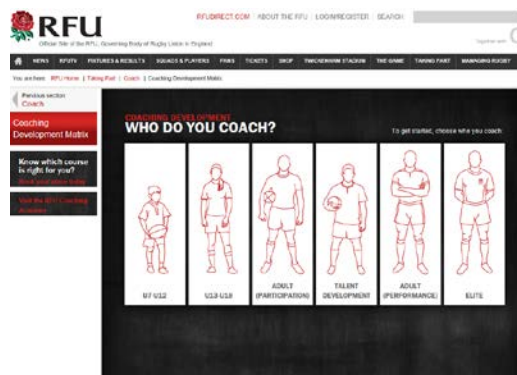 RFU
RFUDIRECT.COM | ABOUT THE RFU | LOGIN/REGISTER | SEARCH
Official Site of the RFU, Governing Body of Rugby Union in England
Together with
NEWS RFUTV FIXTURES & RESULTS SQUADS & PLAYERS FANS TICKETS SHOP TWICKENHAM STADIUM THE GAME TAKING PART MANAGING RUGBY
You are here: RFU Home | Taking Part | Coach | Coaching Development Matrix
Previous section
Coach
Coaching
Development Matrix
Know which course
is right for you?
Visit the RFU Coaching
COACHING DEVELOPMENT
WHO DO YOU COACH?
To get started, choose who you coach
U7-U12
U13-U18
ADULT
(PARTICIPATION)
TALENT
DEVELOPMENT
ADULT
(PERFORMANCE)
ELITE